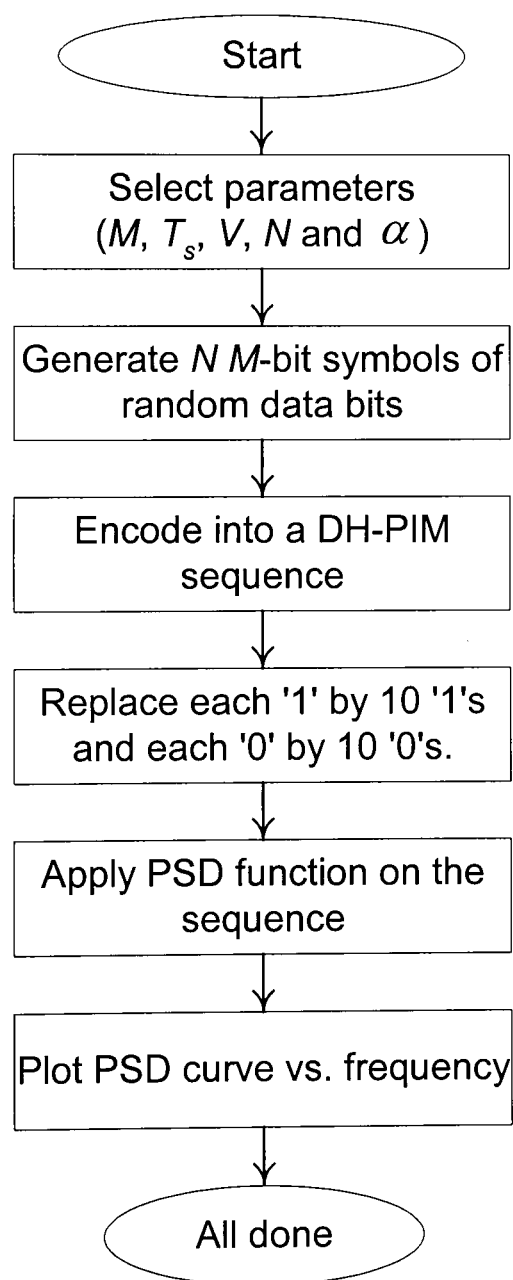 Start
Select parameters
(M, Ts, V, N and α)
Generate N M-bit symbols of
random data bits
Encode into a DH-PIM
sequence
Replace each '1' by 10 '1's
and each '0' by 10 '0's.
Apply PSD function on the
sequence
Plot PSD curve vs. frequency
All done